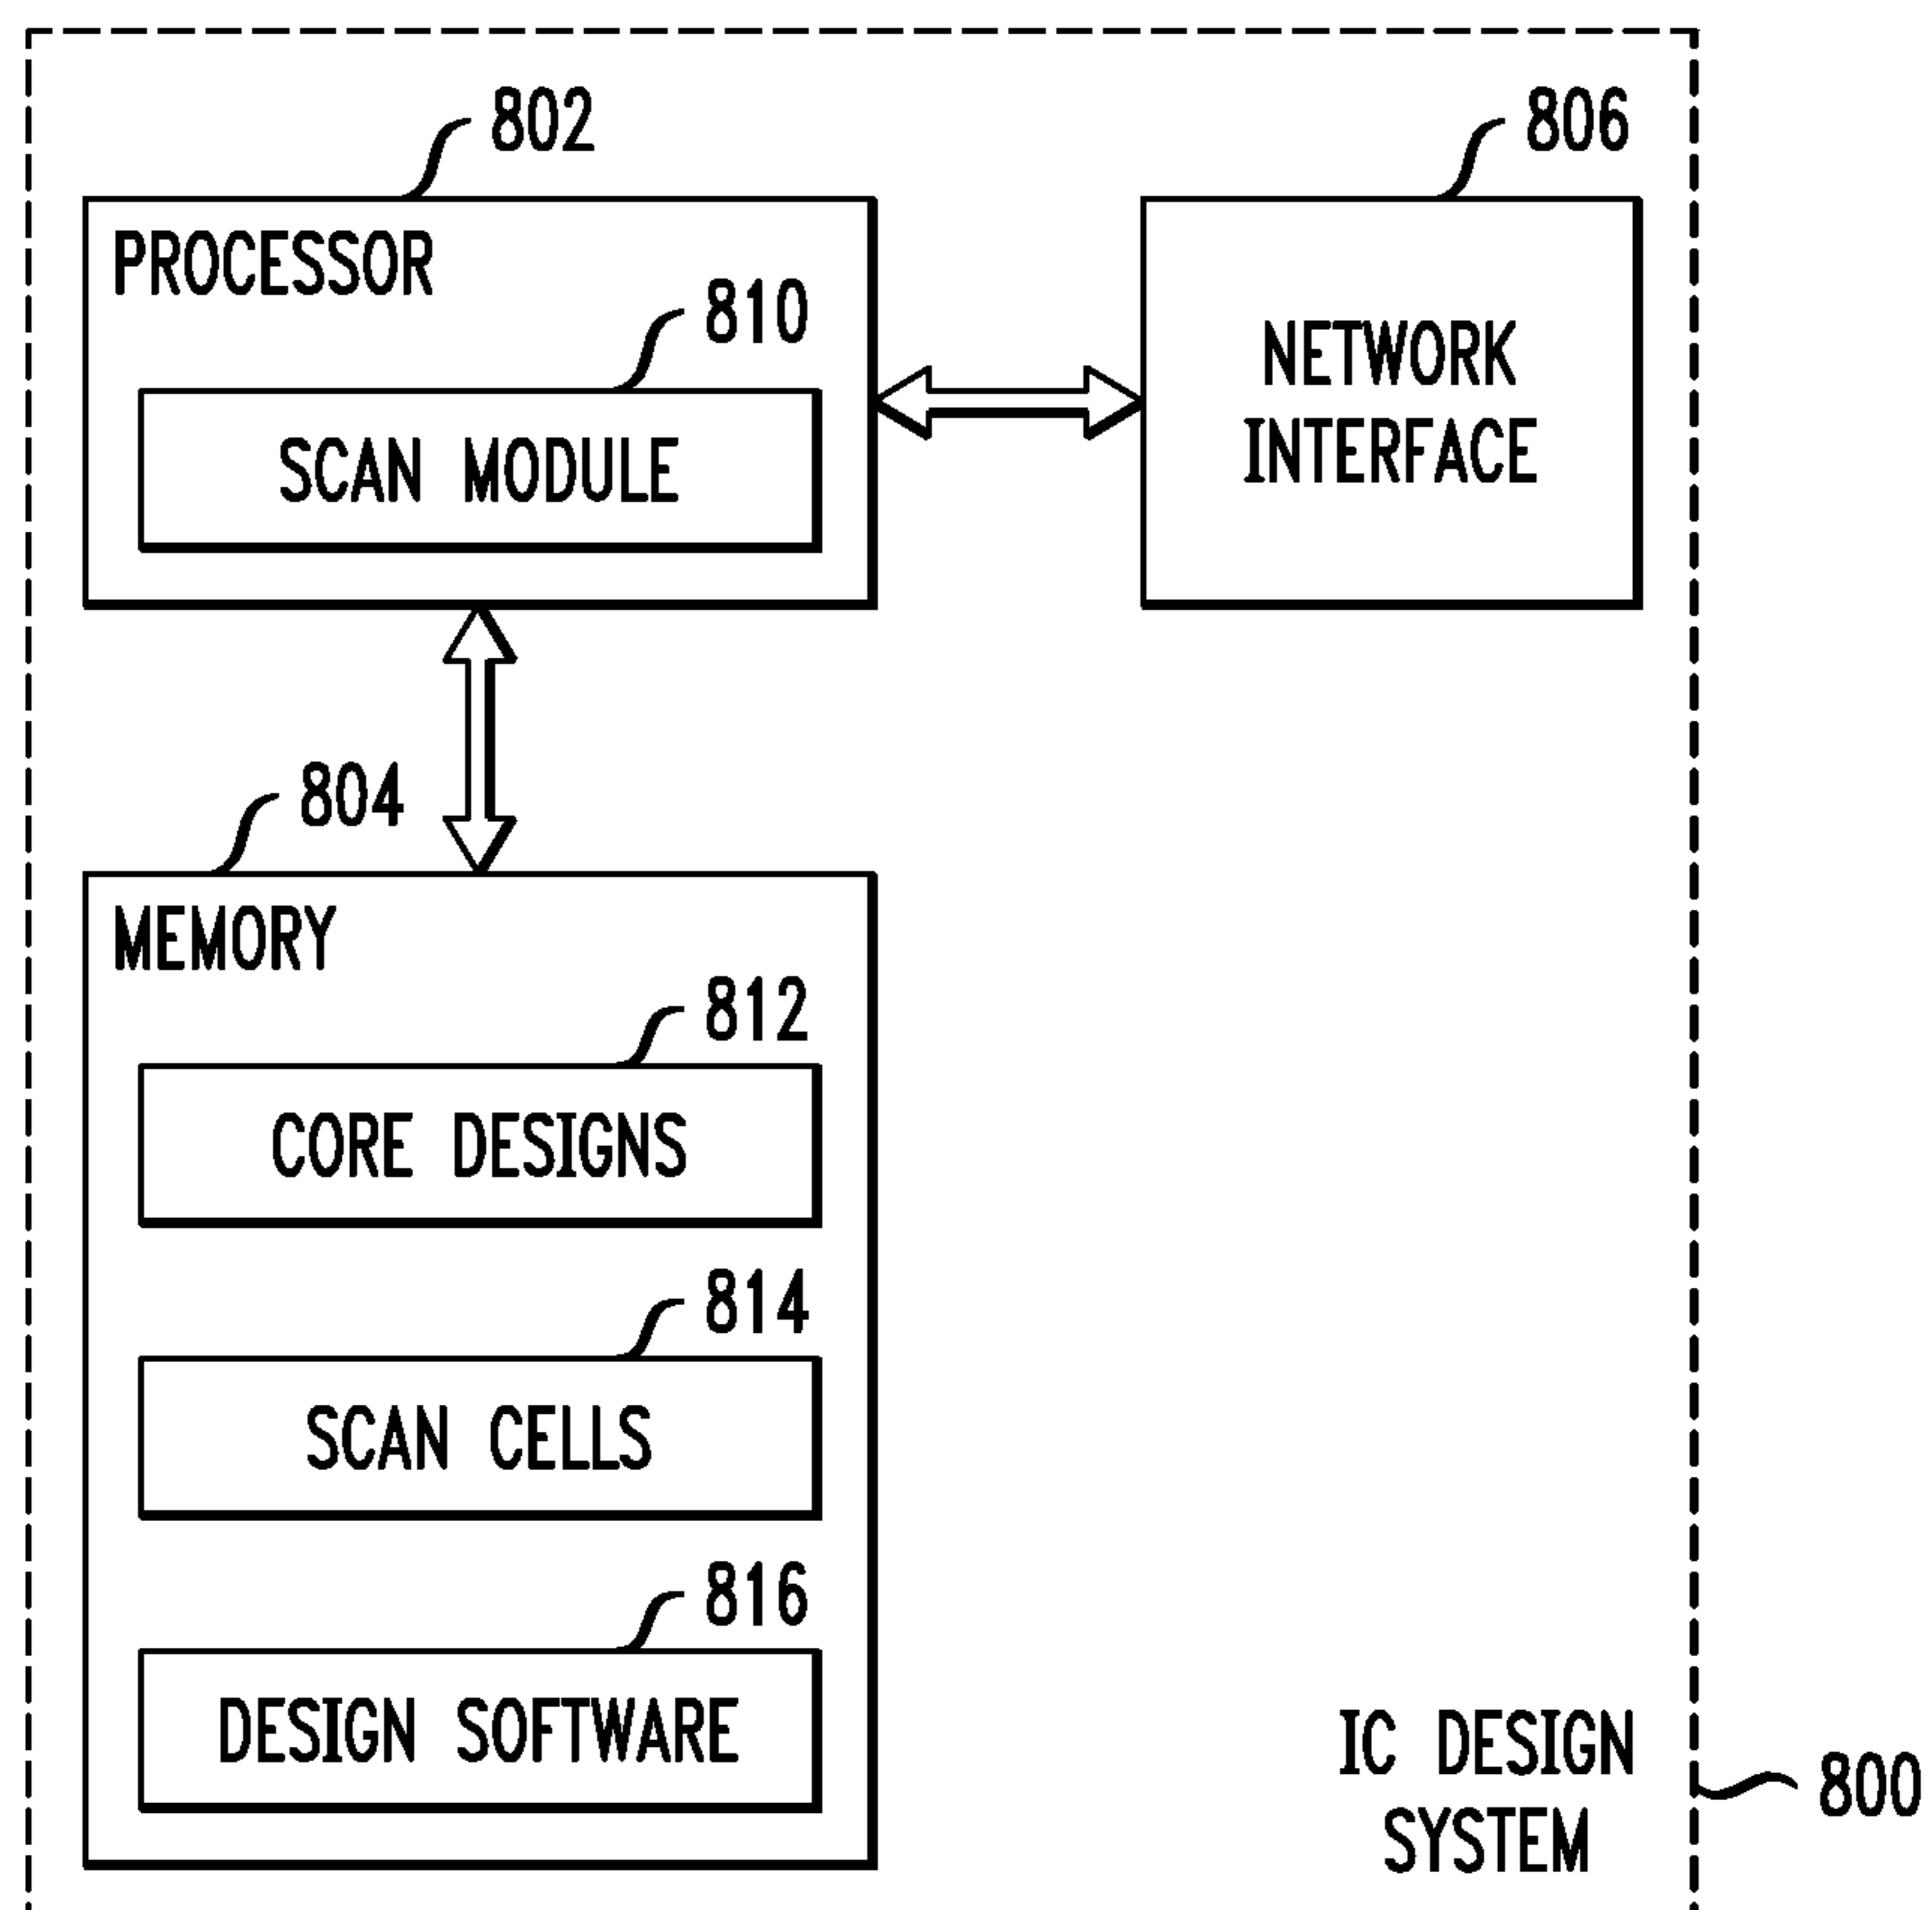 802
806
PROCESSOR
810
SCAN MODULE
NETWORK
INTERFACE
804
MEMORY
812
CORE DESIGNS
814
SCAN CELLS
816
DESIGN SOFTWARE
IC DESIGN
SYSTEM
800